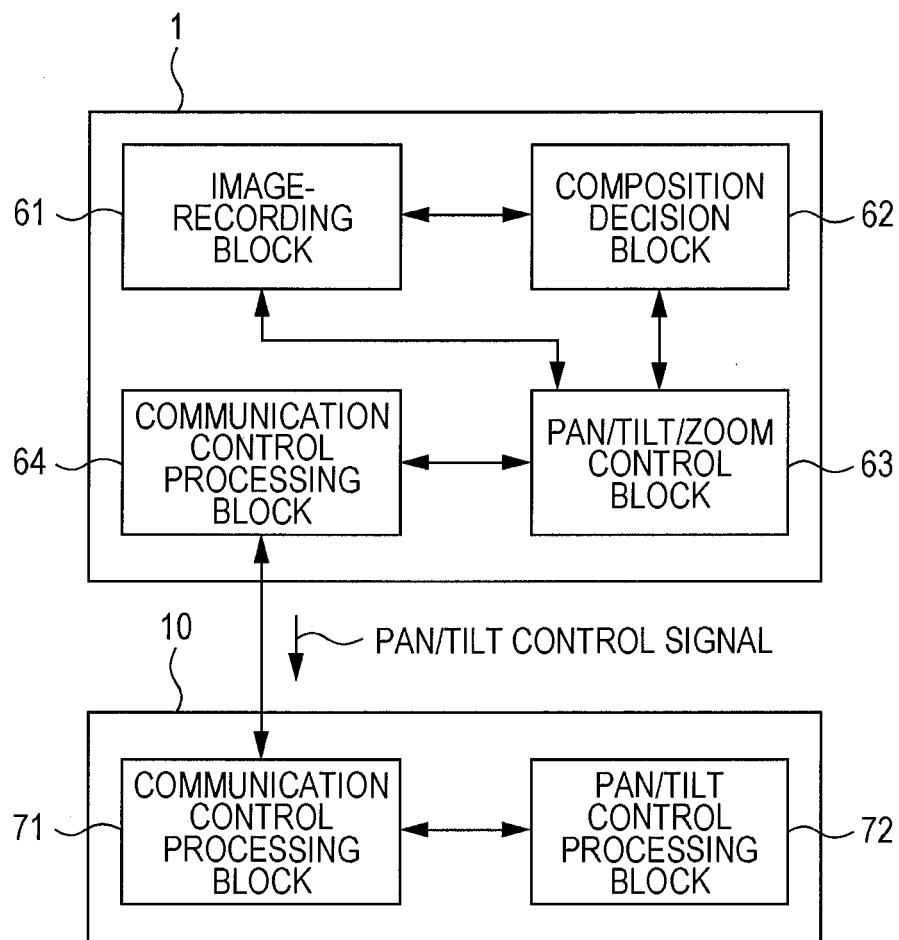 1
61
IMAGE-
RECORDING
BLOCK
COMPOSITION
DECISION
BLOCK
62
64
COMMUNICATION
CONTROL
PROCESSING
BLOCK
PAN/TILT/ZOOM
CONTROL
BLOCK
63
10
PAN/TILT CONTROL SIGNAL
71
COMMUNICATION
CONTROL
PROCESSING
BLOCK
PAN/TILT
CONTROL
PROCESSING
BLOCK
72